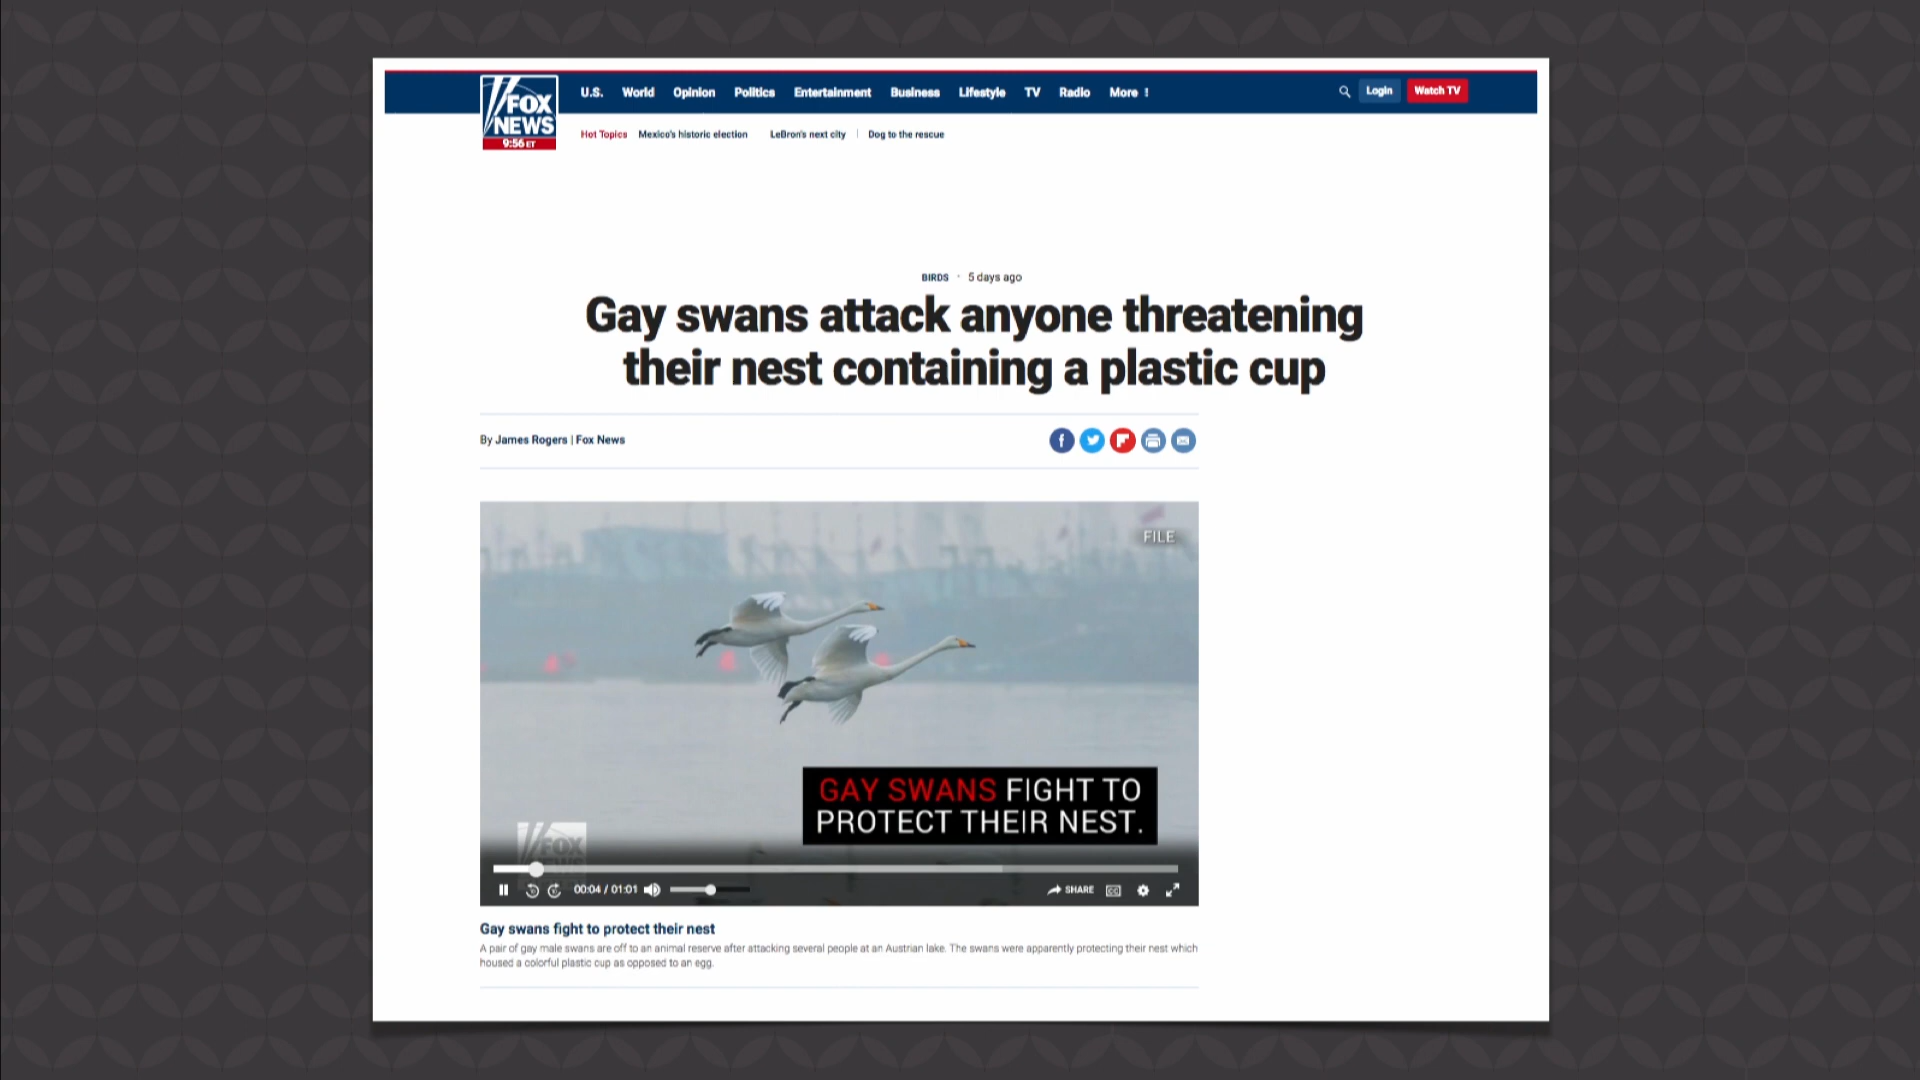 FOX
NEWS
9:56 ET
U.S. World Opinion Politics Entertainment Business Lifestyle TV Radio More
Login
Watch TV
Hot Topics Mexico's historic election LeBron's next city Dog to the rescue
BIRDS · 5 days ago
Gay swans attack anyone threatening
their nest containing a plastic cup
By James Rogers | Fox News
FILE
GAY SWANS FIGHT TO
PROTECT THEIR NEST.
FOX
NEWS
00:04 / 01:01
SHARE
CC
Gay swans fight to protect their nest
A pair of gay male swans are off to an animal reserve after attacking several people at an Austrian lake. The swans were apparently protecting their nest which
housed a colorful plastic cup as opposed to an egg.